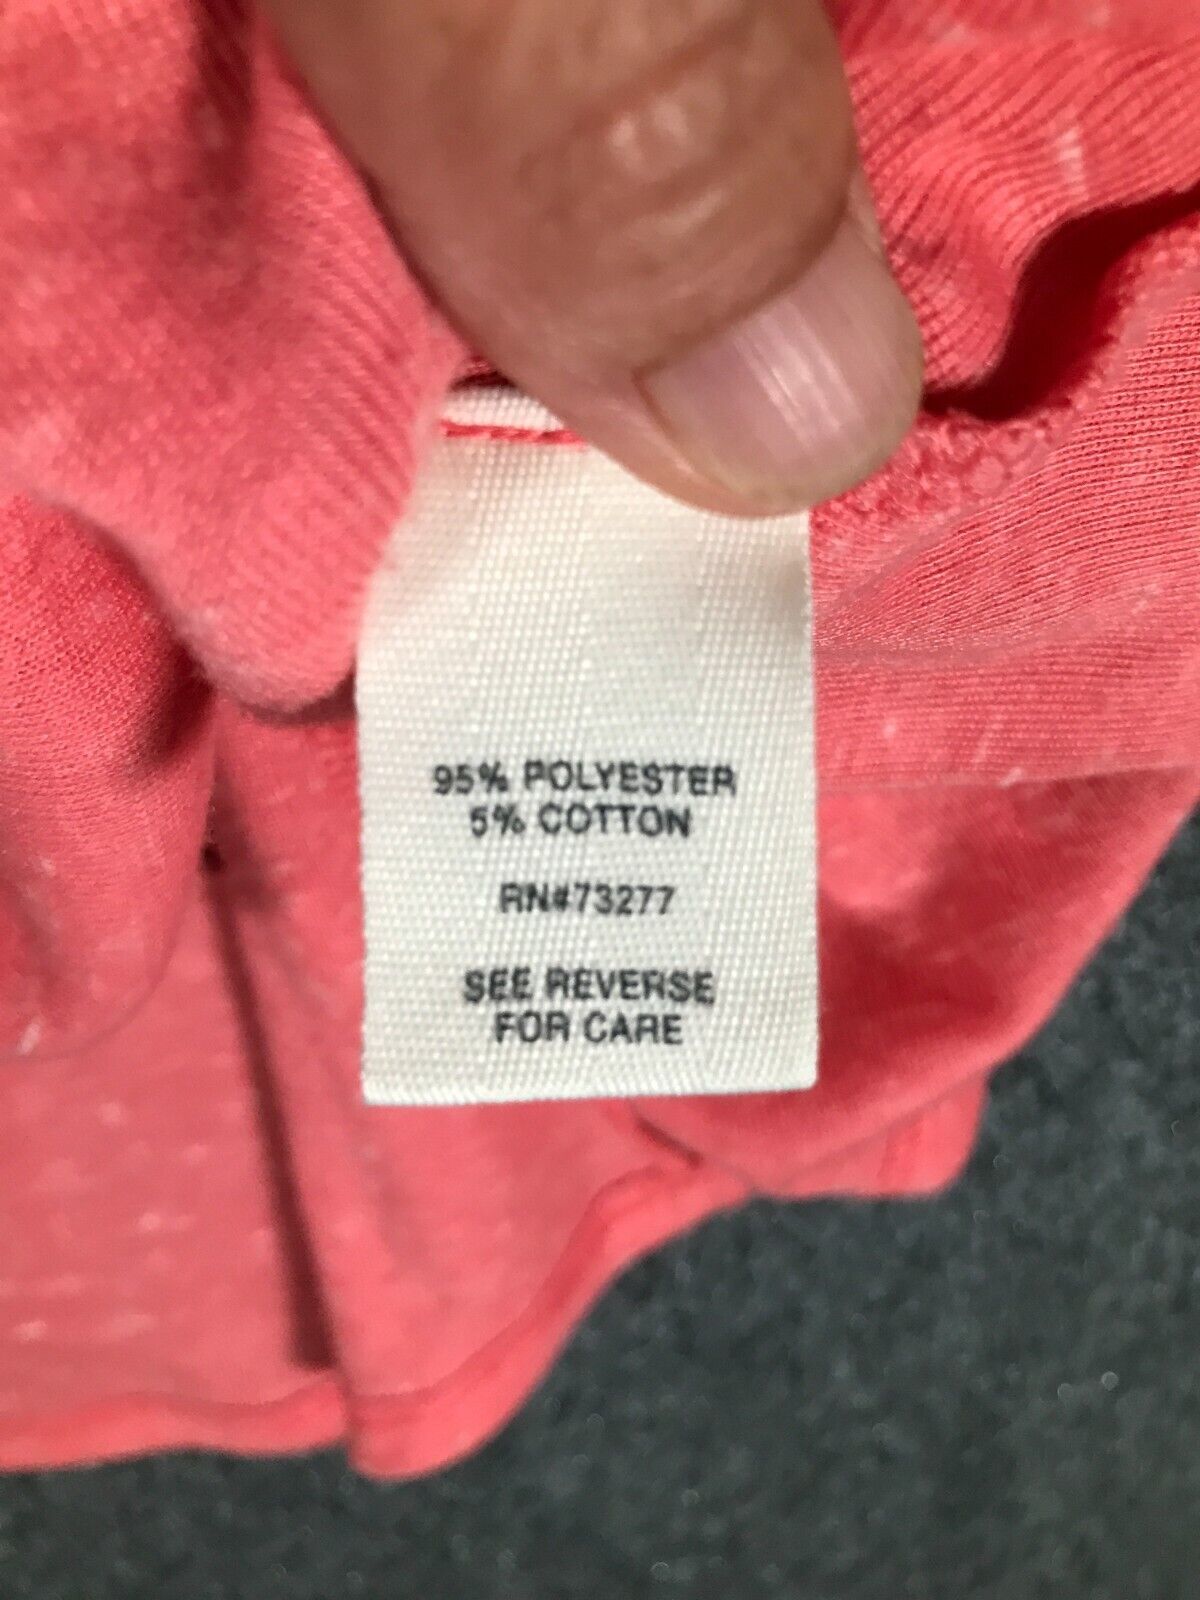 95% POLYESTER
5% COTTON
RN#73277
SEE REVERSE
FOR CARE